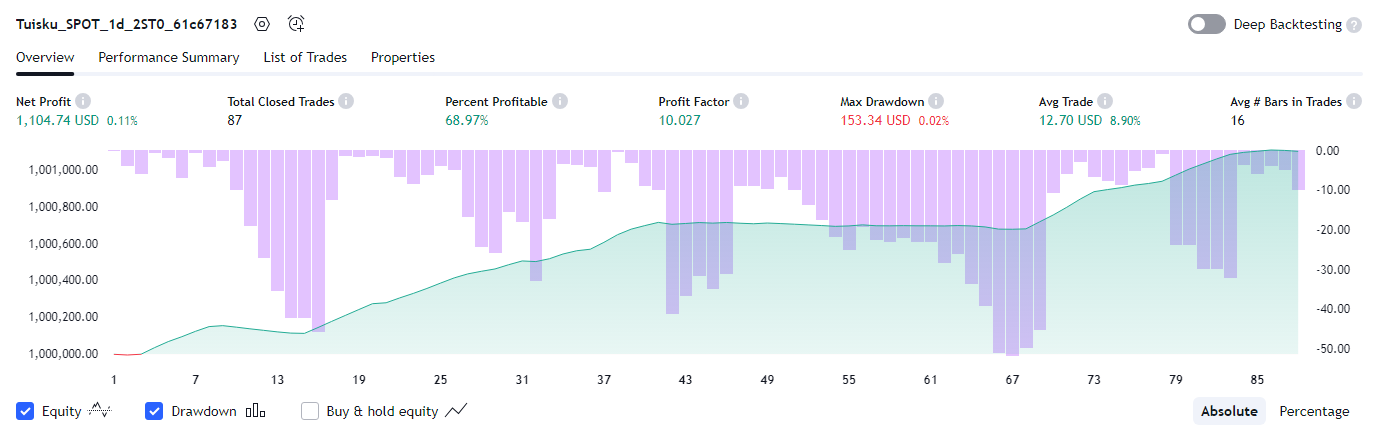 Tuisku_SPOT_1d_2ST0_61c67183 Deep Backtesting ?
Overview Performance Summary List of Trades Properties
Net Profit i Total Closed Trades i Percent Profitable i Profit Factor i Max Drawdown i Avg Trade i Avg # Bars in Trades i
1,104.74 USD 0.11% 87 68.97% 10.027 153.34 USD 0.02% 12.70 USD 8.90% 16
1,001,000.00
1,000,800.00
1,000,600.00
1,000,400.00
1,000,200.00
1,000,000.00
0.00
-10.00
-20.00
-30.00
-40.00
-50.00
1 7 13 19 25 31 37 43 49 55 61 67 73 79 85
Equity Drawdown Buy & hold equity Absolute Percentage